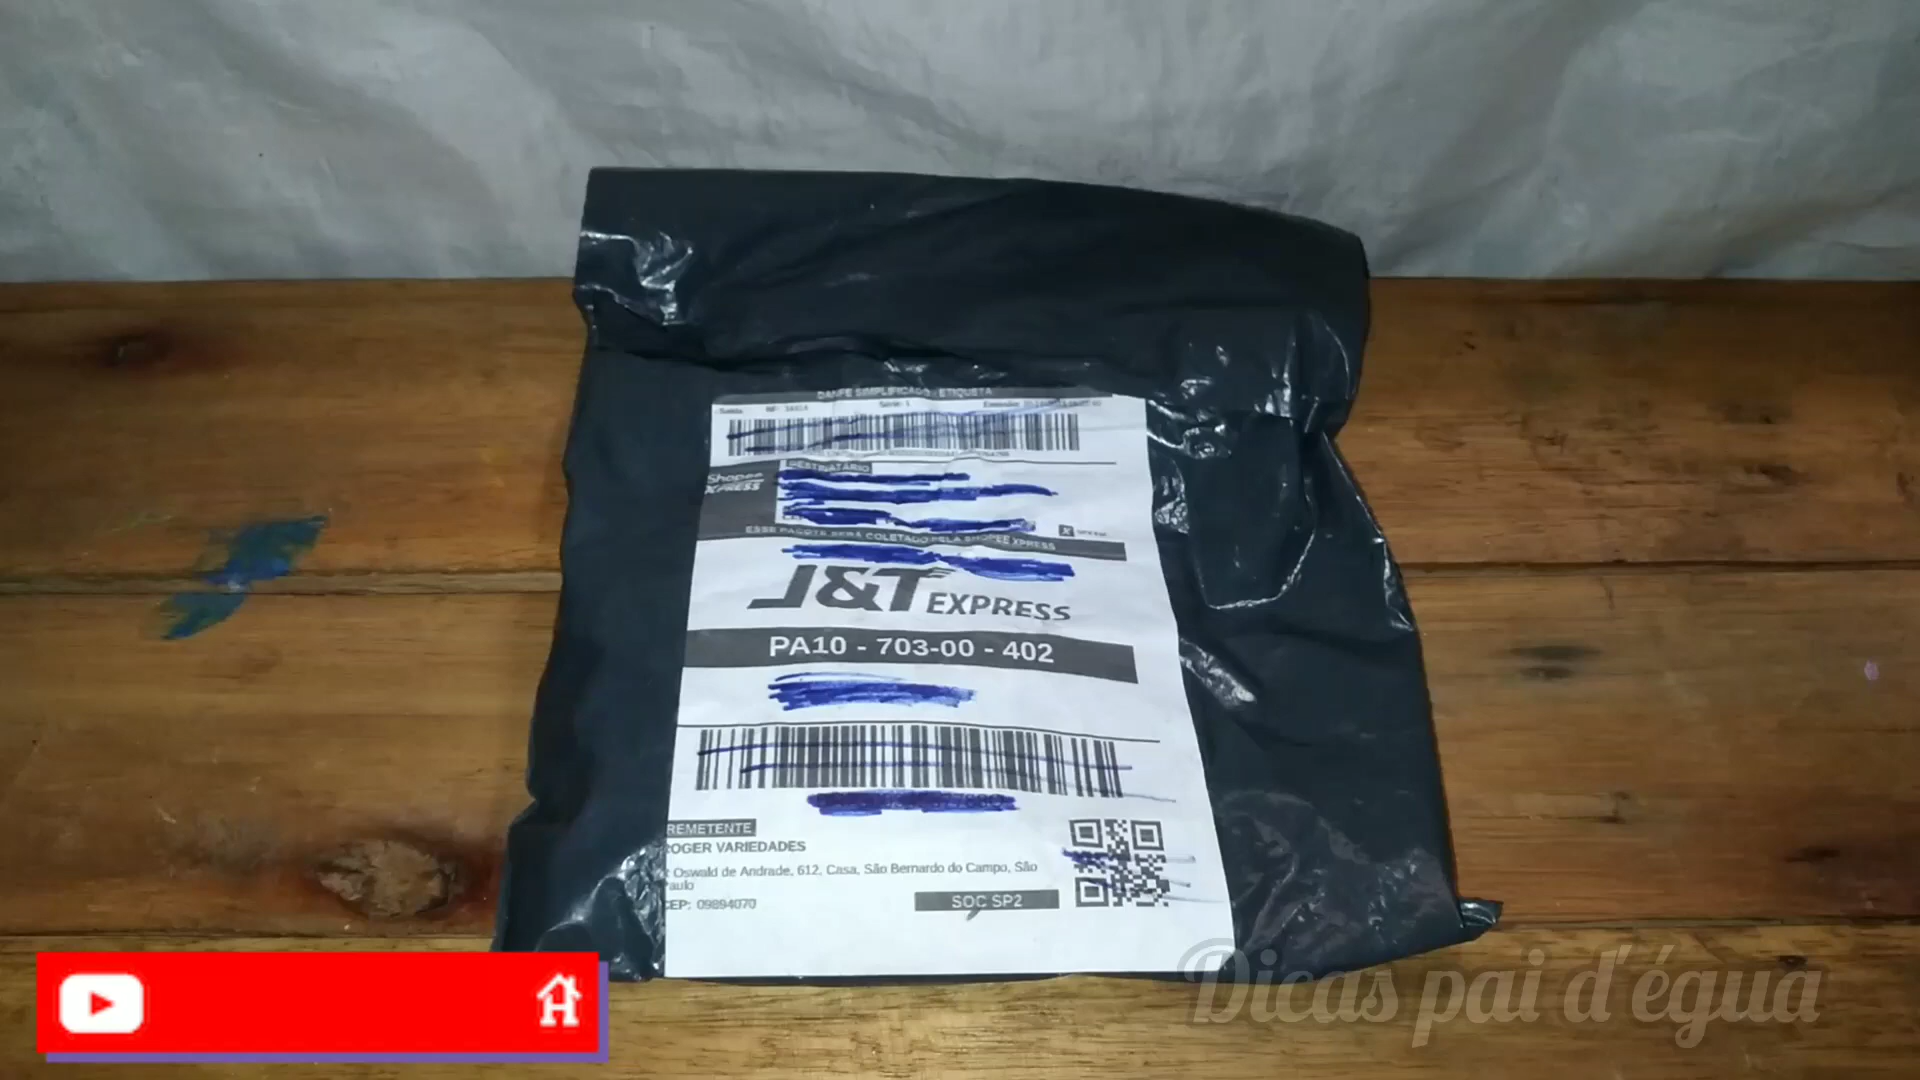 DANFE SIMPLIFICADO - ETIQUETA
Série: 1
DESTINATÁRIO
Shopee
XPRESS
ESSE PACOTE SERÁ COLETADO PELA SHOPEE XPRESS
X
J&T EXPRESS
PA10 - 703-00 - 402
REMETENTE
ROGER VARIEDADES
Oswald de Andrade, 612, Casa, São Bernardo do Campo, São
Paulo
CEP: 09894070
SOC SP2
Dicas pai d'égua